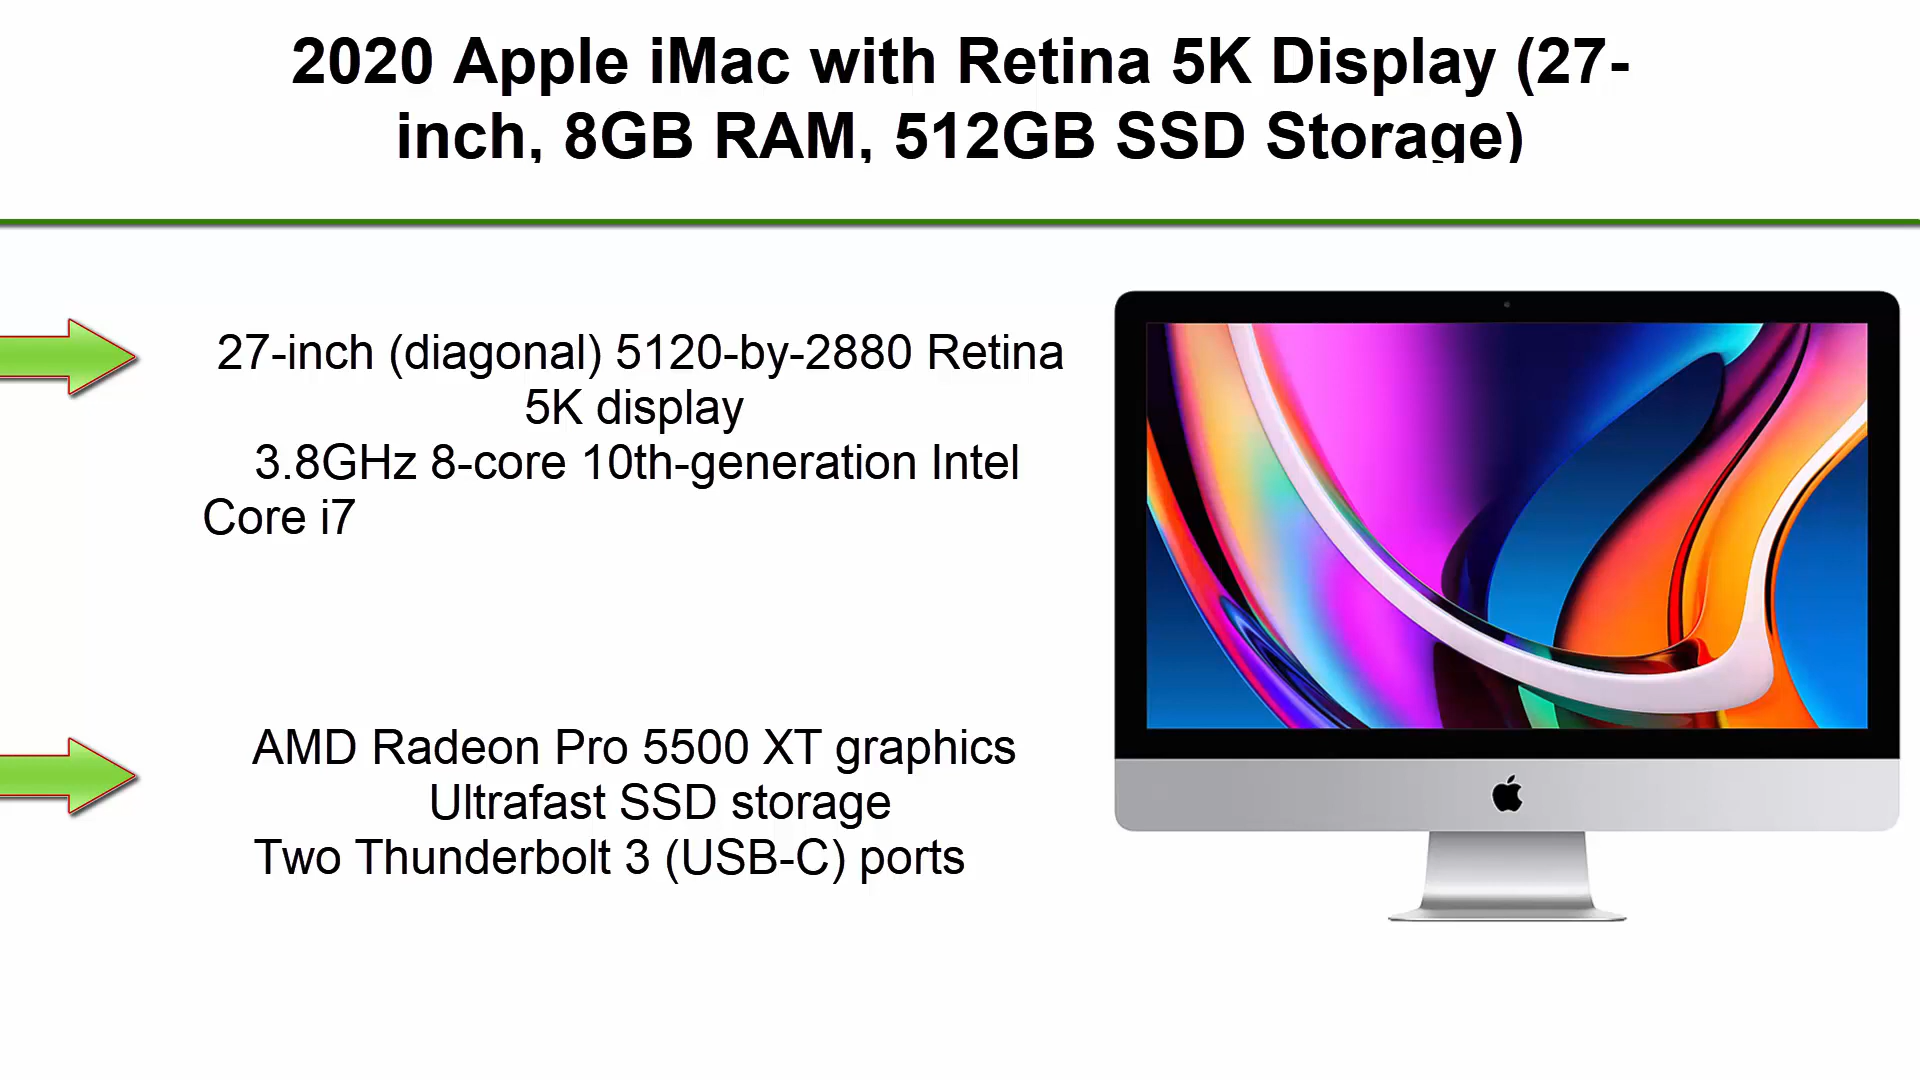 2020 Apple iMac with Retina 5K Display (27-
inch, 8GB RAM, 512GB SSD Storage)
27-inch (diagonal) 5120-by-2880 Retina
5K display
3.8GHz 8-core 10th-generation Intel
Core i7
AMD Radeon Pro 5500 XT graphics
Ultrafast SSD storage
Two Thunderbolt 3 (USB-C) ports